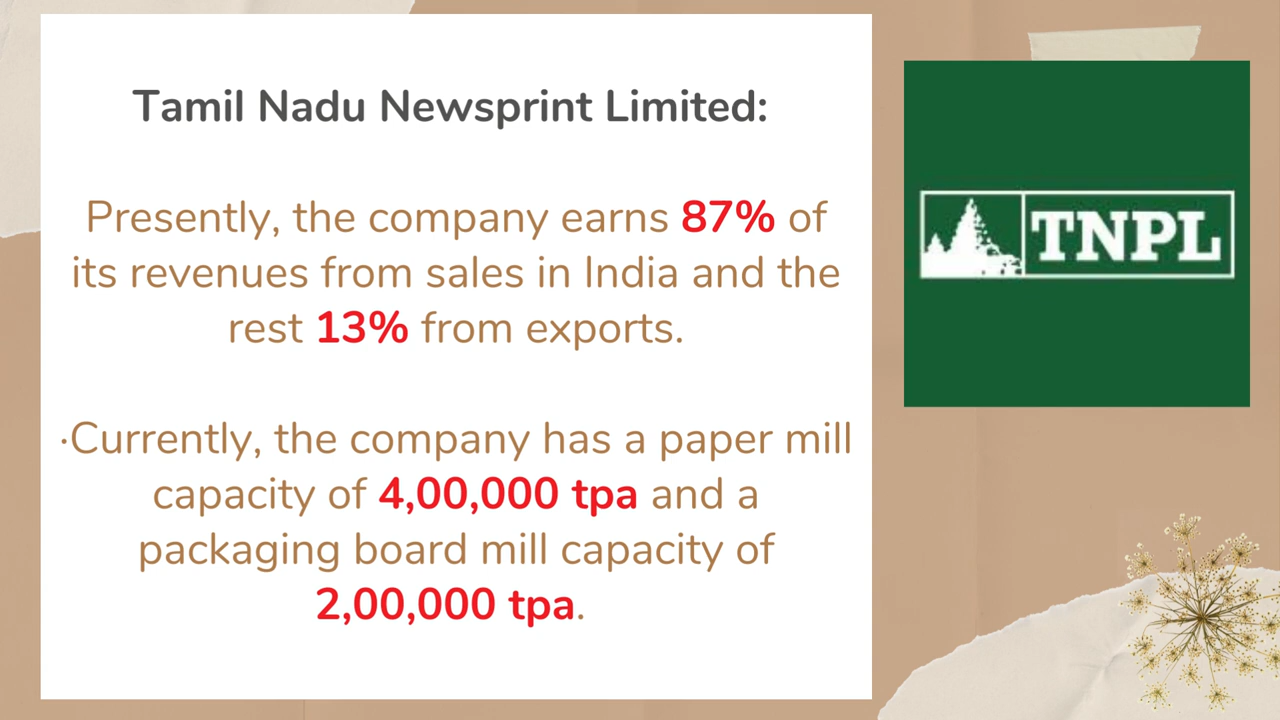 Tamil Nadu Newsprint Limited:
Presently, the company earns 87% of
its revenues from sales in India and the
rest 13% from exports.
·Currently, the company has a paper mill
capacity of 4,00,000 tpa and a
packaging board mill capacity of
2,00,000 tpa.
TNPL